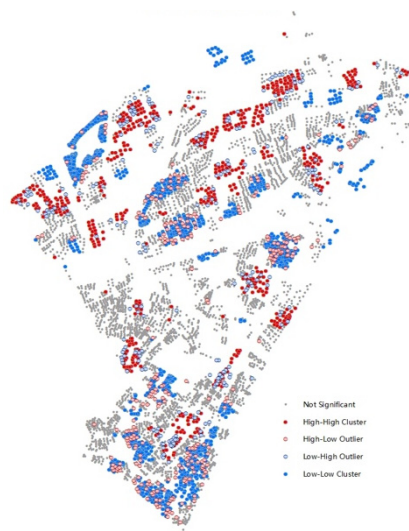 Not Significant
High-High Cluster
High-Low Outlier
Low-High Outlier
Low-Low Cluster